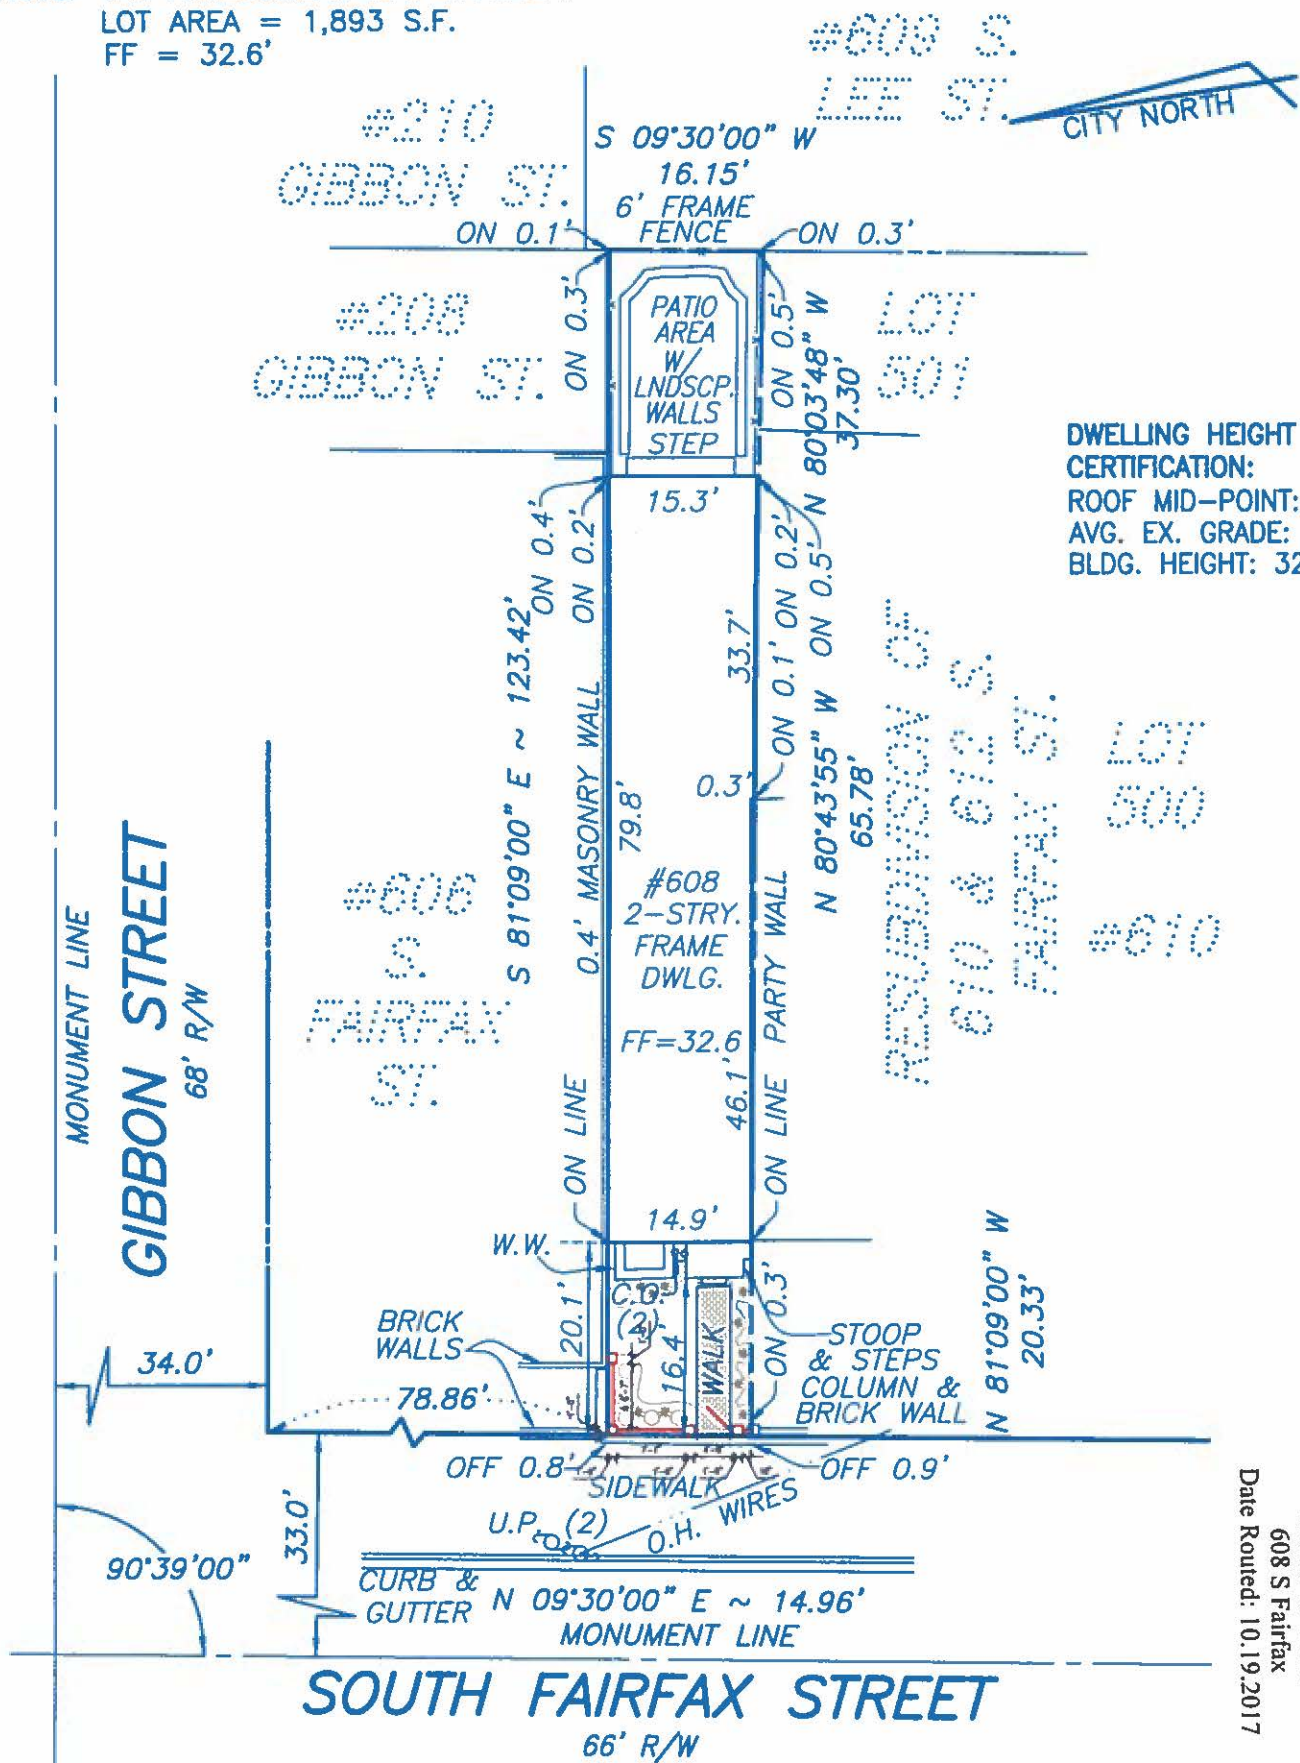 LOT AREA = 1,893 S.F.
FF = 32.6'
#609 S.
LEE ST.
CITY NORTH
#210
GIBBON ST.
S 09°30'00" W
16.15'
6' FRAME
FENCE
ON 0.1'
ON 0.3'
#208
GIBBON ST.
ON 0.3'
PATIO
AREA
W/
LNDSCP.
WALLS
STEP
ON 0.5'
N 80°03'48" W
37.30'
LOT
501
DWELLING HEIGHT
CERTIFICATION:
ROOF MID-POINT:
AVG. EX. GRADE:
BLDG. HEIGHT: 32
15.3'
ON 0.4'
ON 0.2'
S 81°09'00" E ~ 123.42'
0.4' MASONRY WALL
79.8'
33.7'
0.3'
ON 0.1'
ON 0.2'
ON 0.5'
N 80°43'55" W
65.78'
RESUBDIVISION OF
610 & 612 S.
FAIRFAX ST.
LOT
500
#610
#606
S.
FAIRFAX
ST.
#608
2-STRY.
FRAME
DWLG.
FF=32.6
46.1'
ON LINE
ON LINE PARTY WALL
MONUMENT LINE
GIBBON STREET
68' R/W
14.9'
W.W.
C.O.
(2)
20.1'
16.4'
WALK
ON 0.3'
N 81°09'00" W
20.33'
BRICK
WALLS
STOOP
& STEPS
COLUMN &
BRICK WALL
34.0'
78.86'
OFF 0.8'
OFF 0.9'
SIDEWALK
U.P. (2)
O.H. WIRES
33.0'
90°39'00"
CURB &
GUTTER
N 09°30'00" E ~ 14.96'
MONUMENT LINE
SOUTH FAIRFAX STREET
66' R/W
608 S Fairfax
Date Routed: 10.19.2017